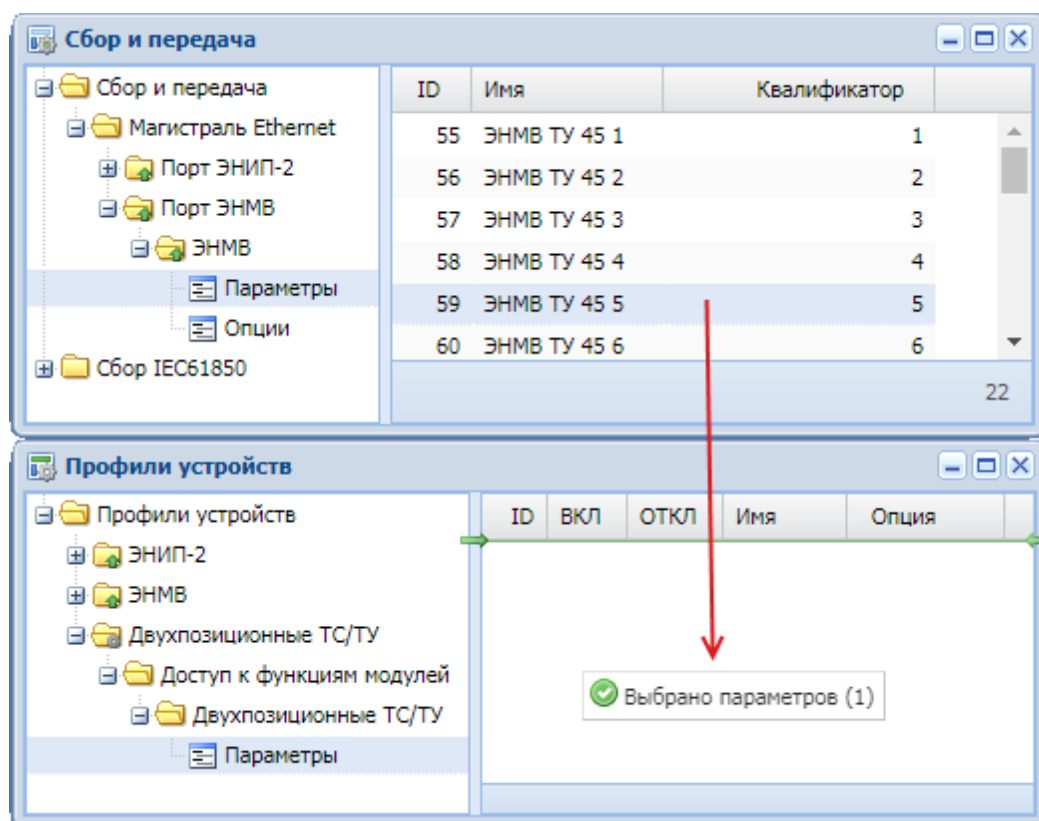 Сбор и передача
Сбор и передача
Магистраль Ethernet
Порт ЭНИП-2
Порт ЭНМВ
ЭНМВ
Параметры
Опции
Сбор IEC61850
ID Имя Квалификатор
55 ЭНМВ ТУ 45 1 1
56 ЭНМВ ТУ 45 2 2
57 ЭНМВ ТУ 45 3 3
58 ЭНМВ ТУ 45 4 4
59 ЭНМВ ТУ 45 5 5
60 ЭНМВ ТУ 45 6 6
22
Профили устройств
Профили устройств
ЭНИП-2
ЭНМВ
Двухпозиционные ТС/ТУ
Доступ к функциям модулей
Двухпозиционные ТС/ТУ
Параметры
ID ВКЛ ОТКЛ Имя Опция
Выбрано параметров (1)